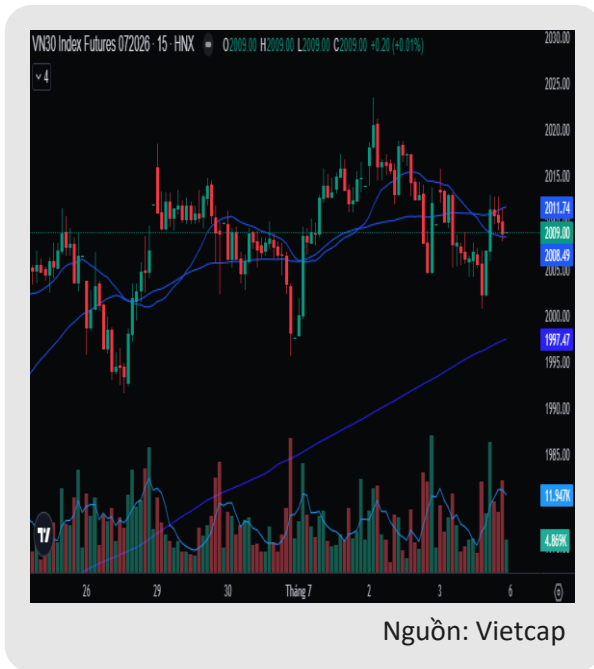 VN30 Index Futures 072026 · 15 · HNX O2009.00 H2009.00 L2009.00 C2009.00 +0.20 (+0.01%)
4
2030.00
2025.00
2020.00
2015.00
2011.74
2009.00
2008.49
2005.00
2000.00
1997.47
1995.00
1990.00
1985.00
11.947K
4.869K
26 29 30 Tháng 7 2 3 6
Nguồn: Vietcap